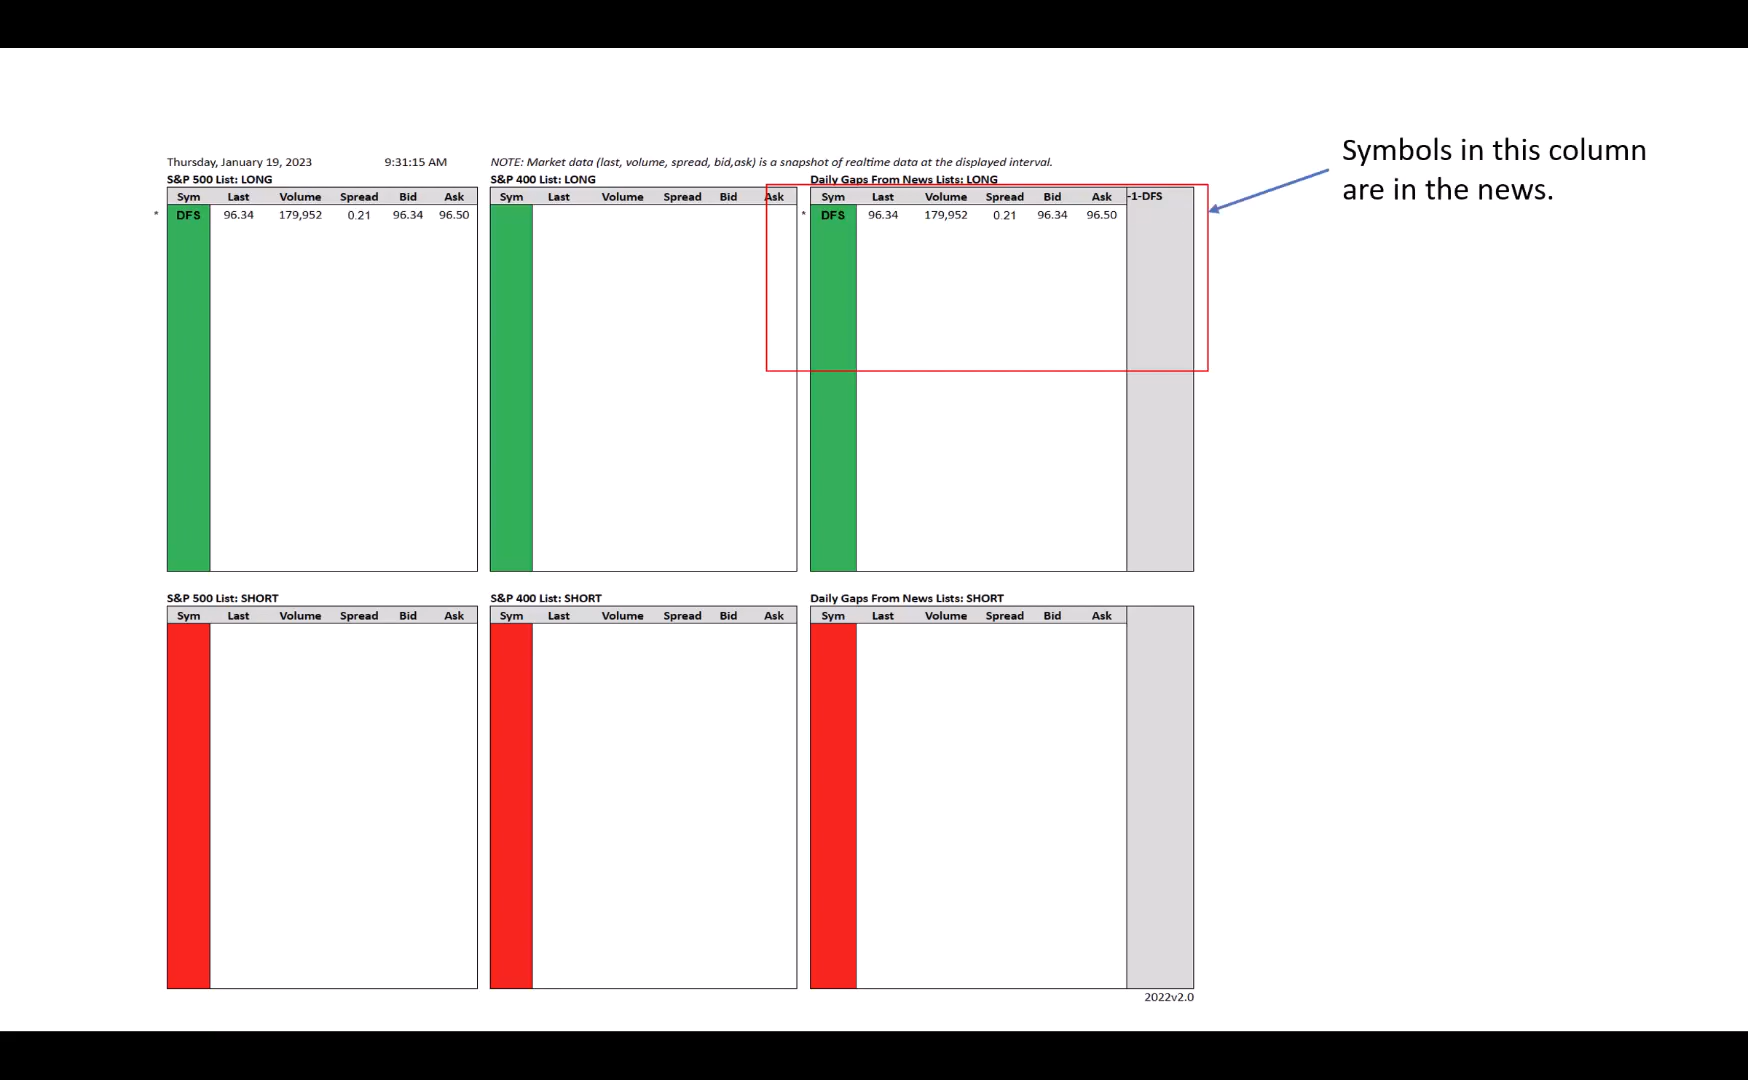 Symbols in this column
are in the news.
Thursday, January 19, 2023 9:31:15 AM NOTE: Market data (last, volume, spread, bid,ask) is a snapshot of realtime data at the displayed interval.
S&P 500 List: LONG S&P 400 List: LONG Daily Gaps From News Lists: LONG
Sym Last Volume Spread Bid Ask Sym Last Volume Spread Bid Ask Sym Last Volume Spread Bid Ask -1-DFS
* DFS 96.34 179,952 0.21 96.34 96.50 * DFS 96.34 179,952 0.21 96.34 96.50
S&P 500 List: SHORT S&P 400 List: SHORT Daily Gaps From News Lists: SHORT
Sym Last Volume Spread Bid Ask Sym Last Volume Spread Bid Ask Sym Last Volume Spread Bid Ask
2022v2.0